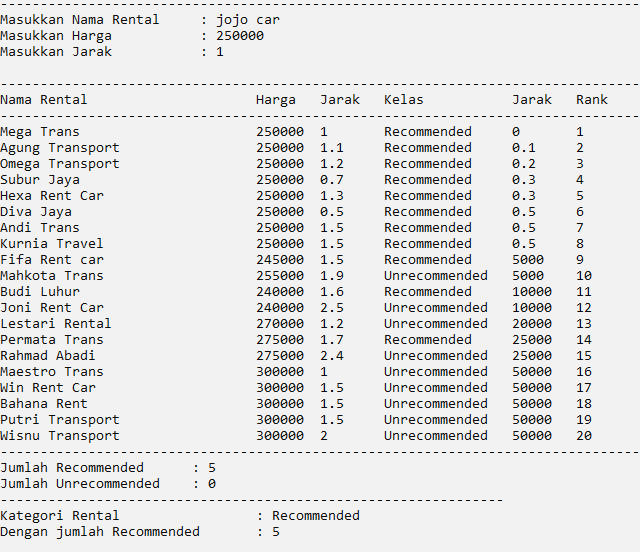 --------------------------------------------------------------------------------
Masukkan Nama Rental     : jojo car
Masukkan Harga           : 250000
Masukkan Jarak           : 1
--------------------------------------------------------------------------------
Nama Rental                     Harga   Jarak   Kelas           Jarak   Rank
--------------------------------------------------------------------------------
Mega Trans                      250000  1       Recommended     0       1
Agung Transport                 250000  1.1     Recommended     0.1     2
Omega Transport                 250000  1.2     Recommended     0.2     3
Subur Jaya                      250000  0.7     Recommended     0.3     4
Hexa Rent Car                   250000  1.3     Recommended     0.3     5
Diva Jaya                       250000  0.5     Recommended     0.5     6
Andi Trans                      250000  1.5     Recommended     0.5     7
Kurnia Travel                   250000  1.5     Recommended     0.5     8
Fifa Rent car                   245000  1.5     Recommended     5000    9
Mahkota Trans                   255000  1.9     Unrecommended   5000    10
Budi Luhur                      240000  1.6     Recommended     10000   11
Joni Rent Car                   240000  2.5     Unrecommended   10000   12
Lestari Rental                  270000  1.2     Unrecommended   20000   13
Permata Trans                   275000  1.7     Recommended     25000   14
Rahmad Abadi                    275000  2.4     Unrecommended   25000   15
Maestro Trans                   300000  1       Unrecommended   50000   16
Win Rent Car                    300000  1.5     Unrecommended   50000   17
Bahana Rent                     300000  1.5     Unrecommended   50000   18
Putri Transport                 300000  1.5     Unrecommended   50000   19
Wisnu Transport                 300000  2       Unrecommended   50000   20
--------------------------------------------------------------------------------
Jumlah Recommended      : 5
Jumlah Unrecommended    : 0
---------------------------------------------------------------
Kategori Rental                 : Recommended
Dengan jumlah Recommended       : 5